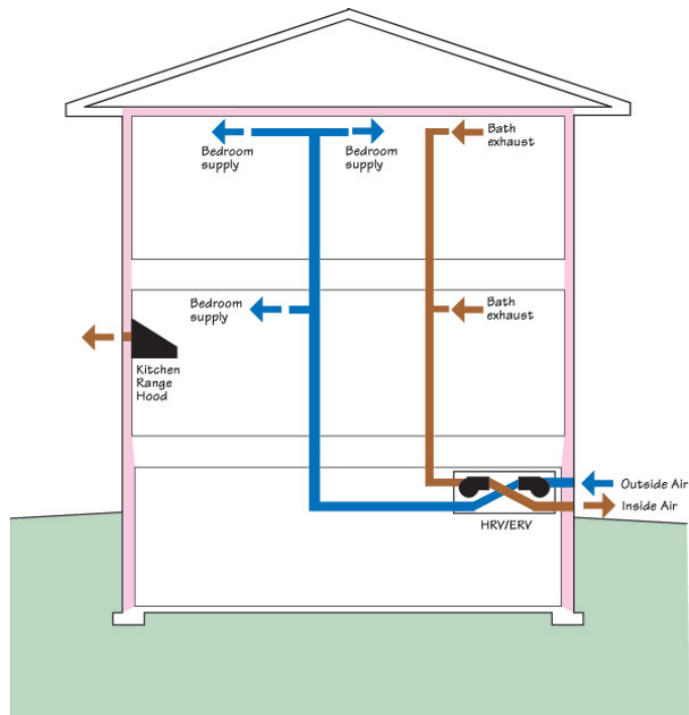 Bedroom
supply
Bedroom
supply
Bath
exhaust
Bedroom
supply
Bath
exhaust
Kitchen
Range
Hood
Outside Air
Inside Air
HRV/ERV